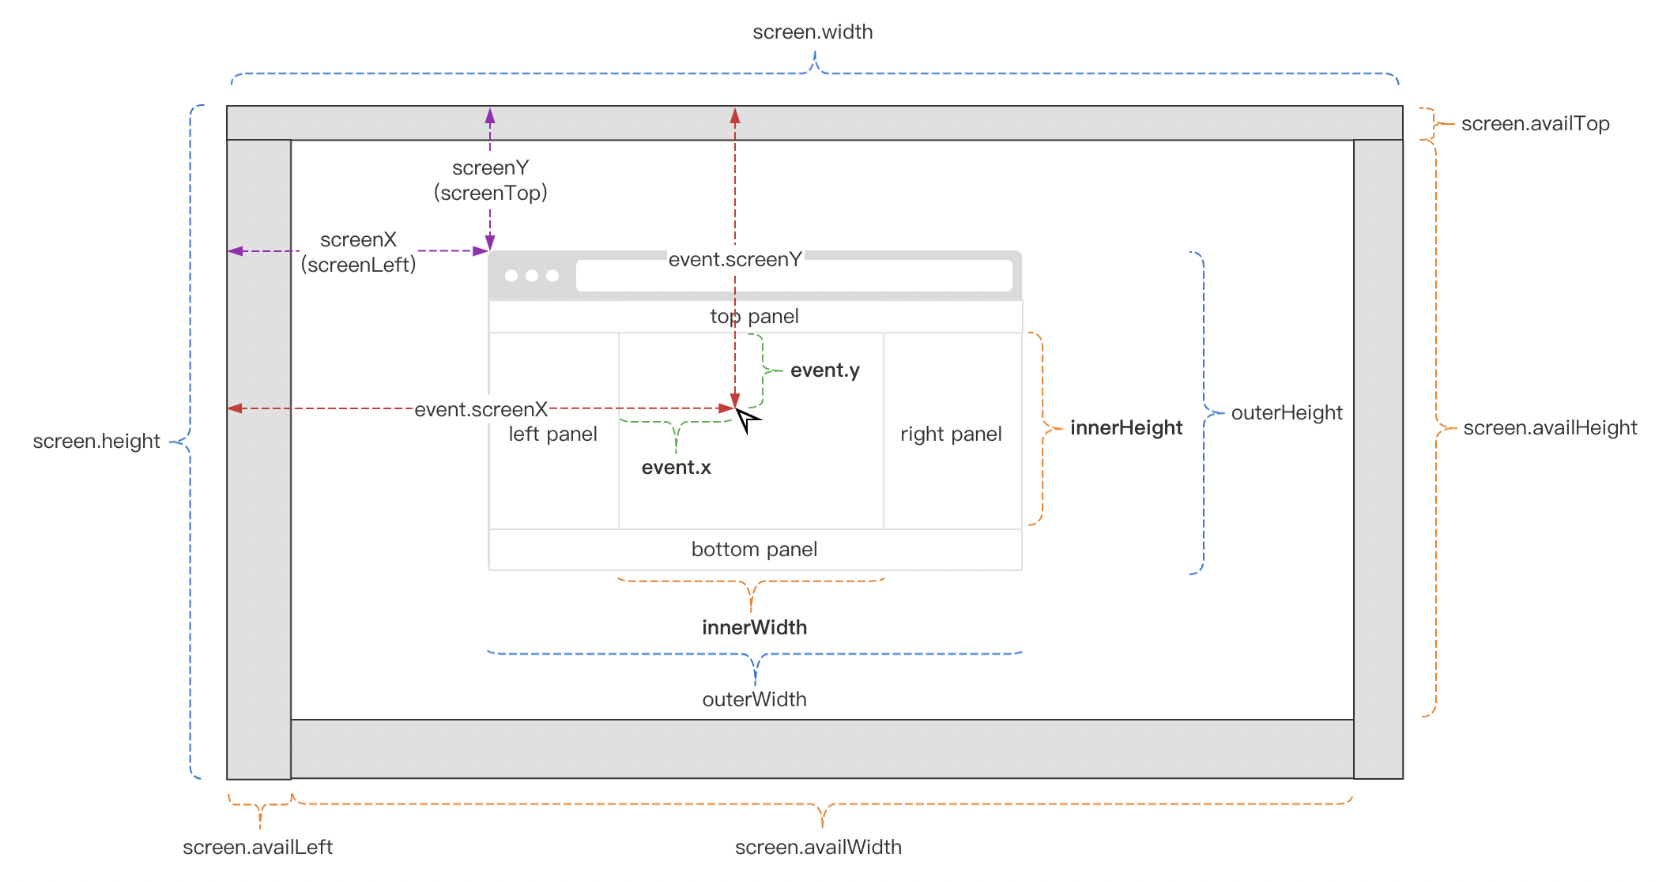 screen.width
screen.availTop
screenY
(screenTop)
screenX
(screenLeft)
event.screenY
top panel
event.y
event.screenX
left panel
right panel
innerHeight
outerHeight
screen.availHeight
screen.height
event.x
bottom panel
innerWidth
outerWidth
screen.availLeft
screen.availWidth